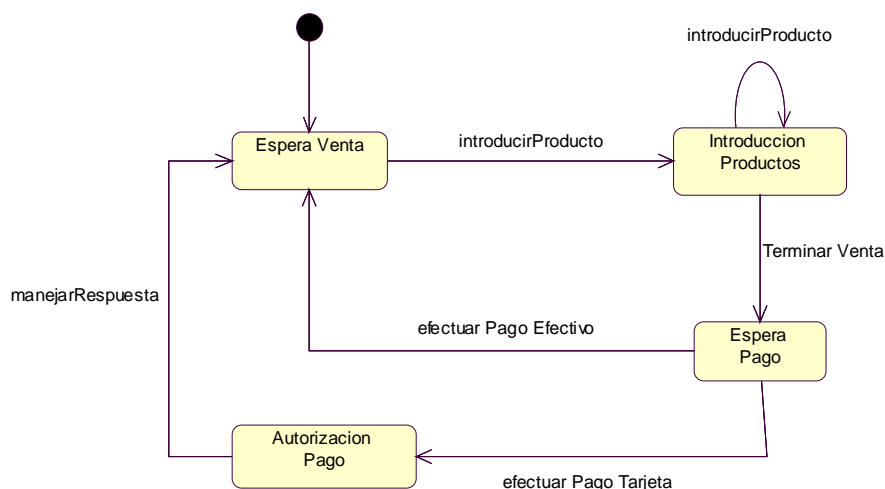 introducirProducto
Espera Venta
introducirProducto
Introduccion
Productos
Terminar Venta
manejarRespuesta
efectuar Pago Efectivo
Espera
Pago
Autorizacion
Pago
efectuar Pago Tarjeta